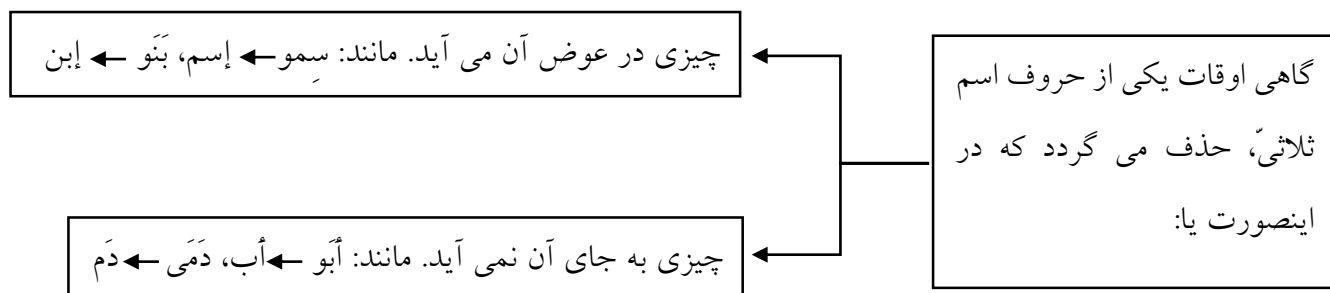 گاهی اوقات یکی از حروف اسم
ثلاثیّ، حذف می گردد که در
اینصورت یا:
چیزی در عوض آن می آید. مانند: سِمو ← إسم، بَنَو ← إبن
چیزی به جای آن نمی آید. مانند: أَبَو ← أب، دَمَی ← دَم